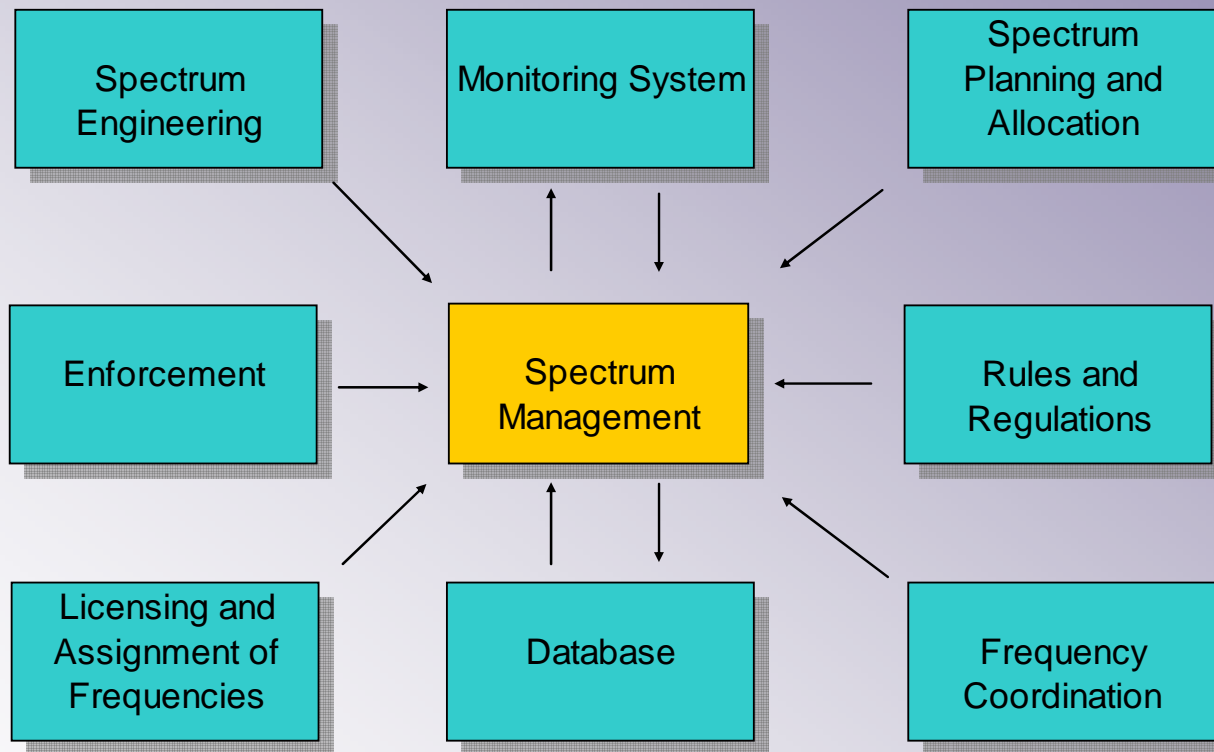 Spectrum
Engineering
Monitoring System
Spectrum
Planning and
Allocation
Enforcement
Spectrum
Management
Rules and
Regulations
Licensing and
Assignment of
Frequencies
Database
Frequency
Coordination